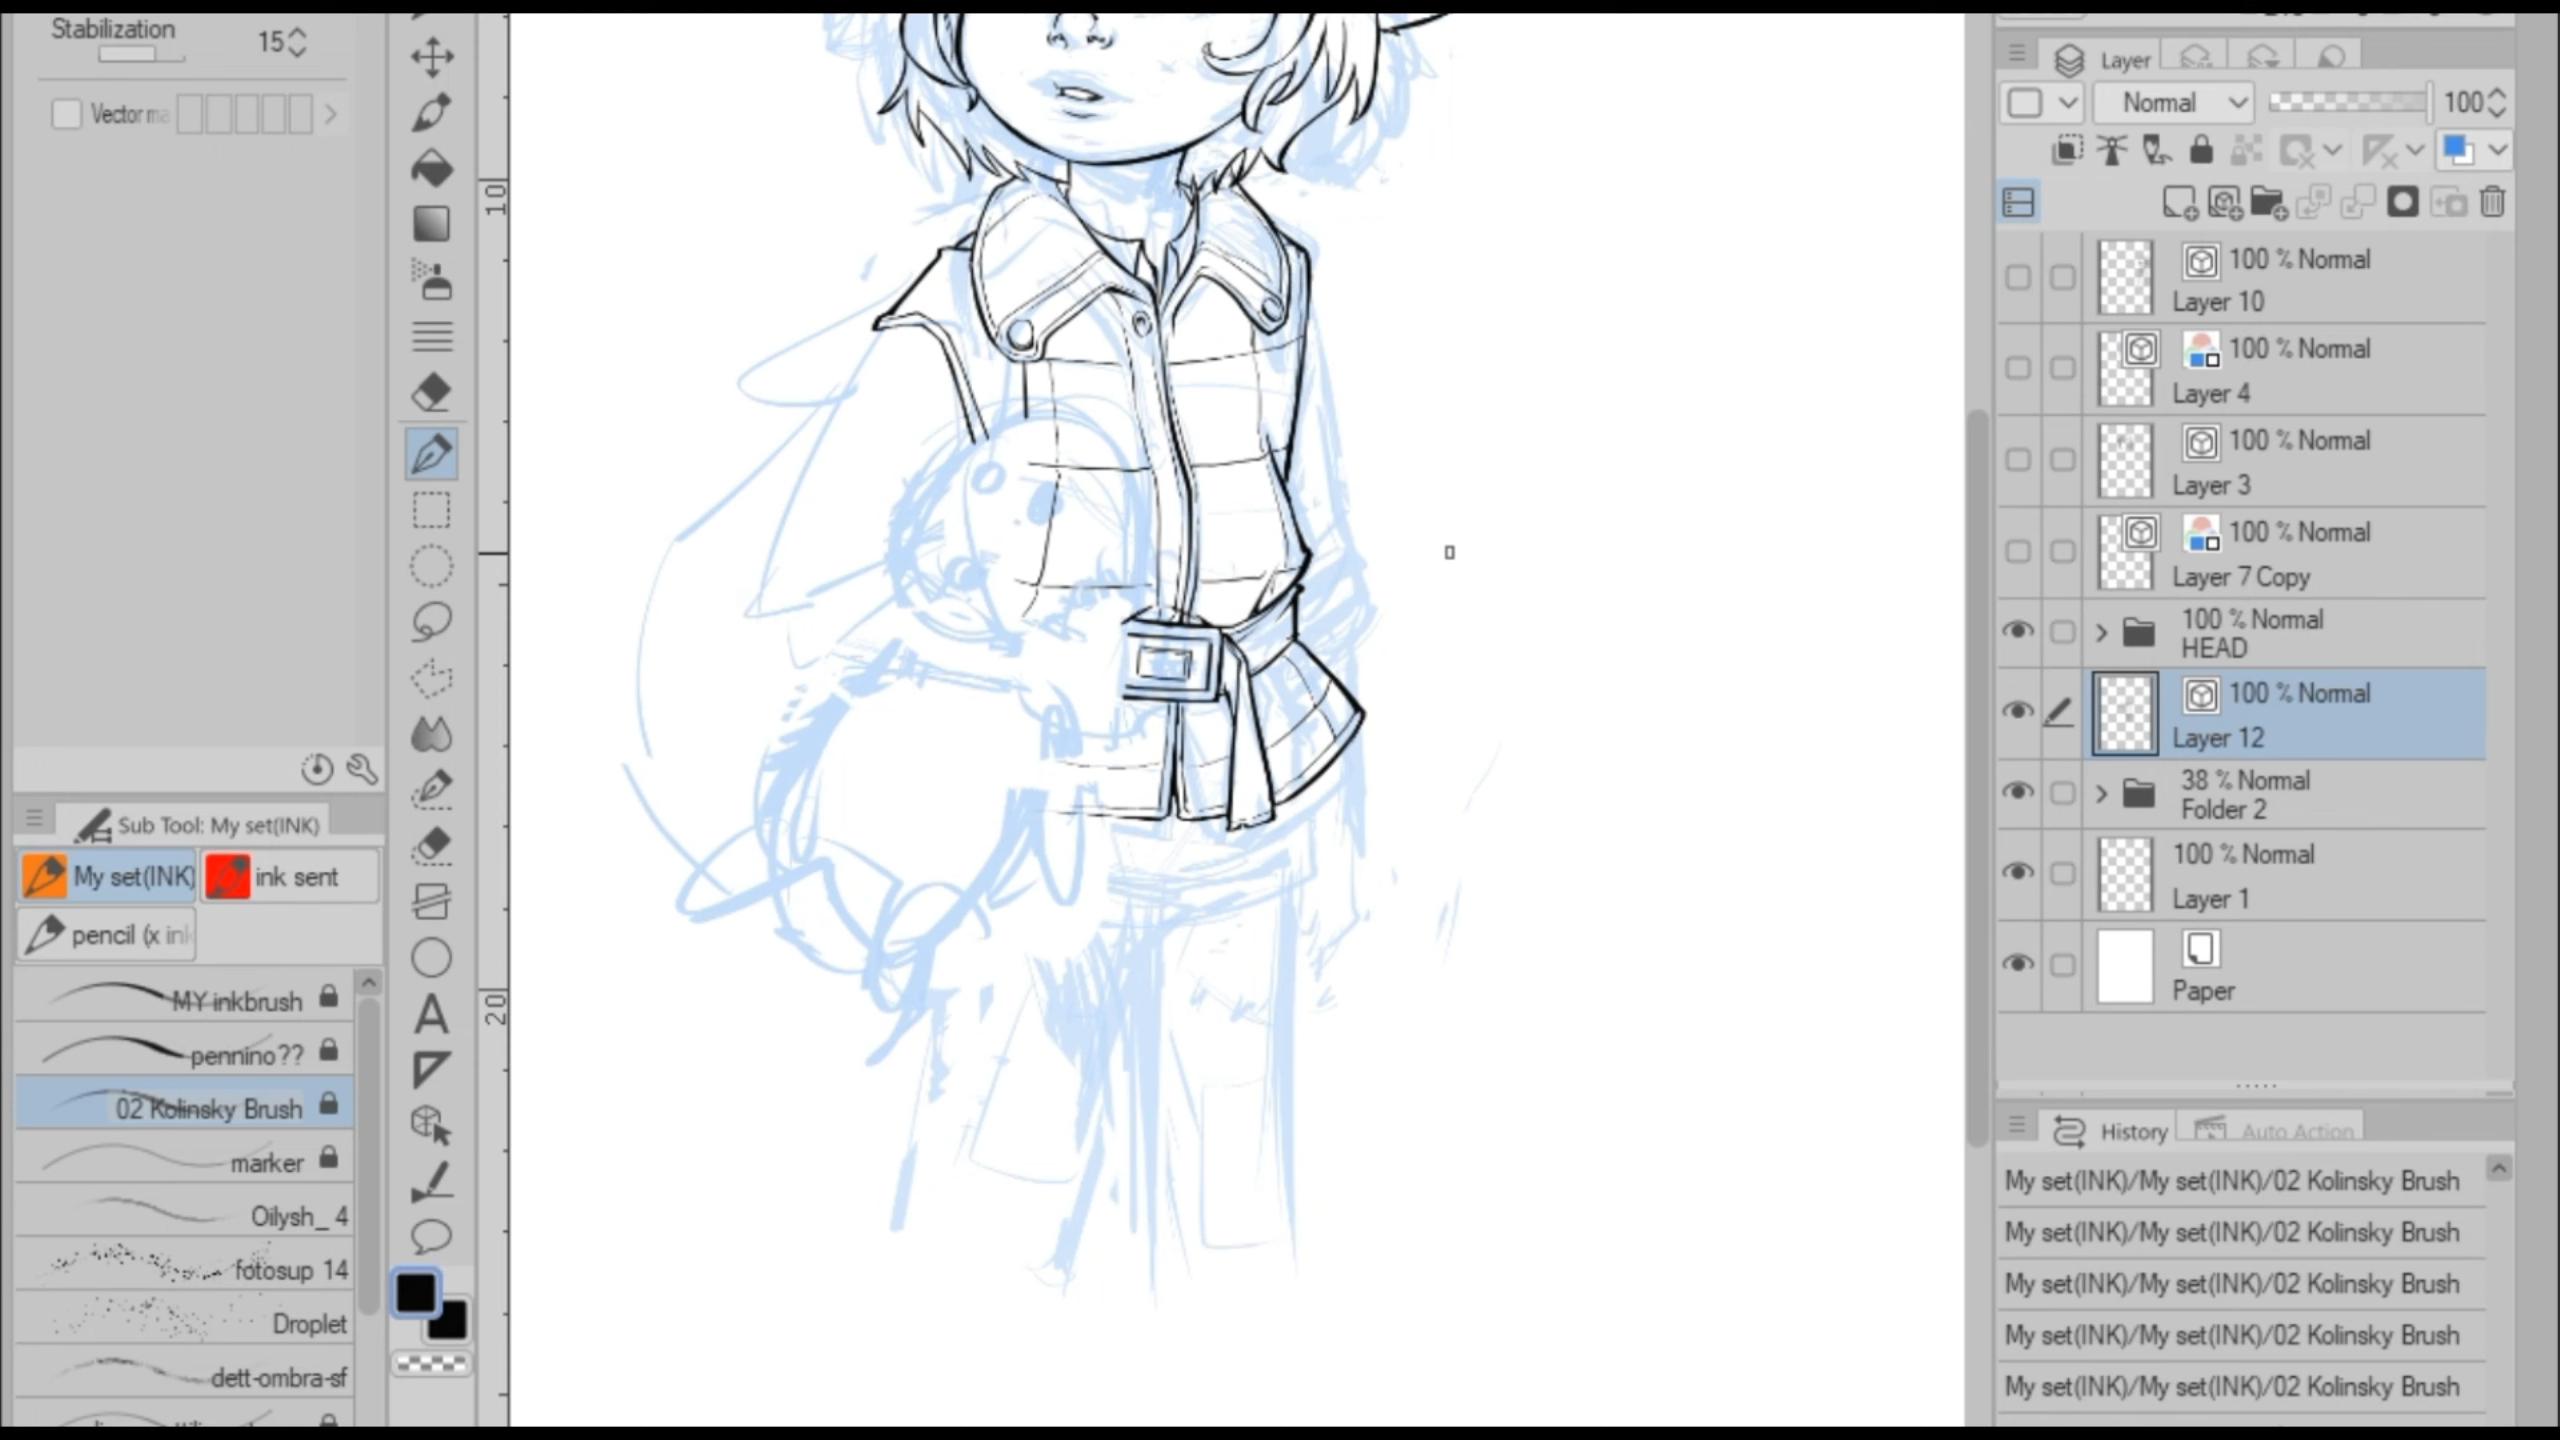 Stabilization
15
Vector ma
Sub Tool: My set(INK)
My set(INK)
ink sent
pencil (x ink
MY inkbrush
pennino??
02 Kolinsky Brush
marker
Oilysh_ 4
fotosup 14
Droplet
dett-ombra-sf
A
10
20
Layer
Normal
100
100 % Normal
Layer 10
100 % Normal
Layer 4
100 % Normal
Layer 3
100 % Normal
Layer 7 Copy
100 % Normal
HEAD
100 % Normal
Layer 12
38 % Normal
Folder 2
100 % Normal
Layer 1
Paper
History
Auto Action
My set(INK)/My set(INK)/02 Kolinsky Brush
My set(INK)/My set(INK)/02 Kolinsky Brush
My set(INK)/My set(INK)/02 Kolinsky Brush
My set(INK)/My set(INK)/02 Kolinsky Brush
My set(INK)/My set(INK)/02 Kolinsky Brush